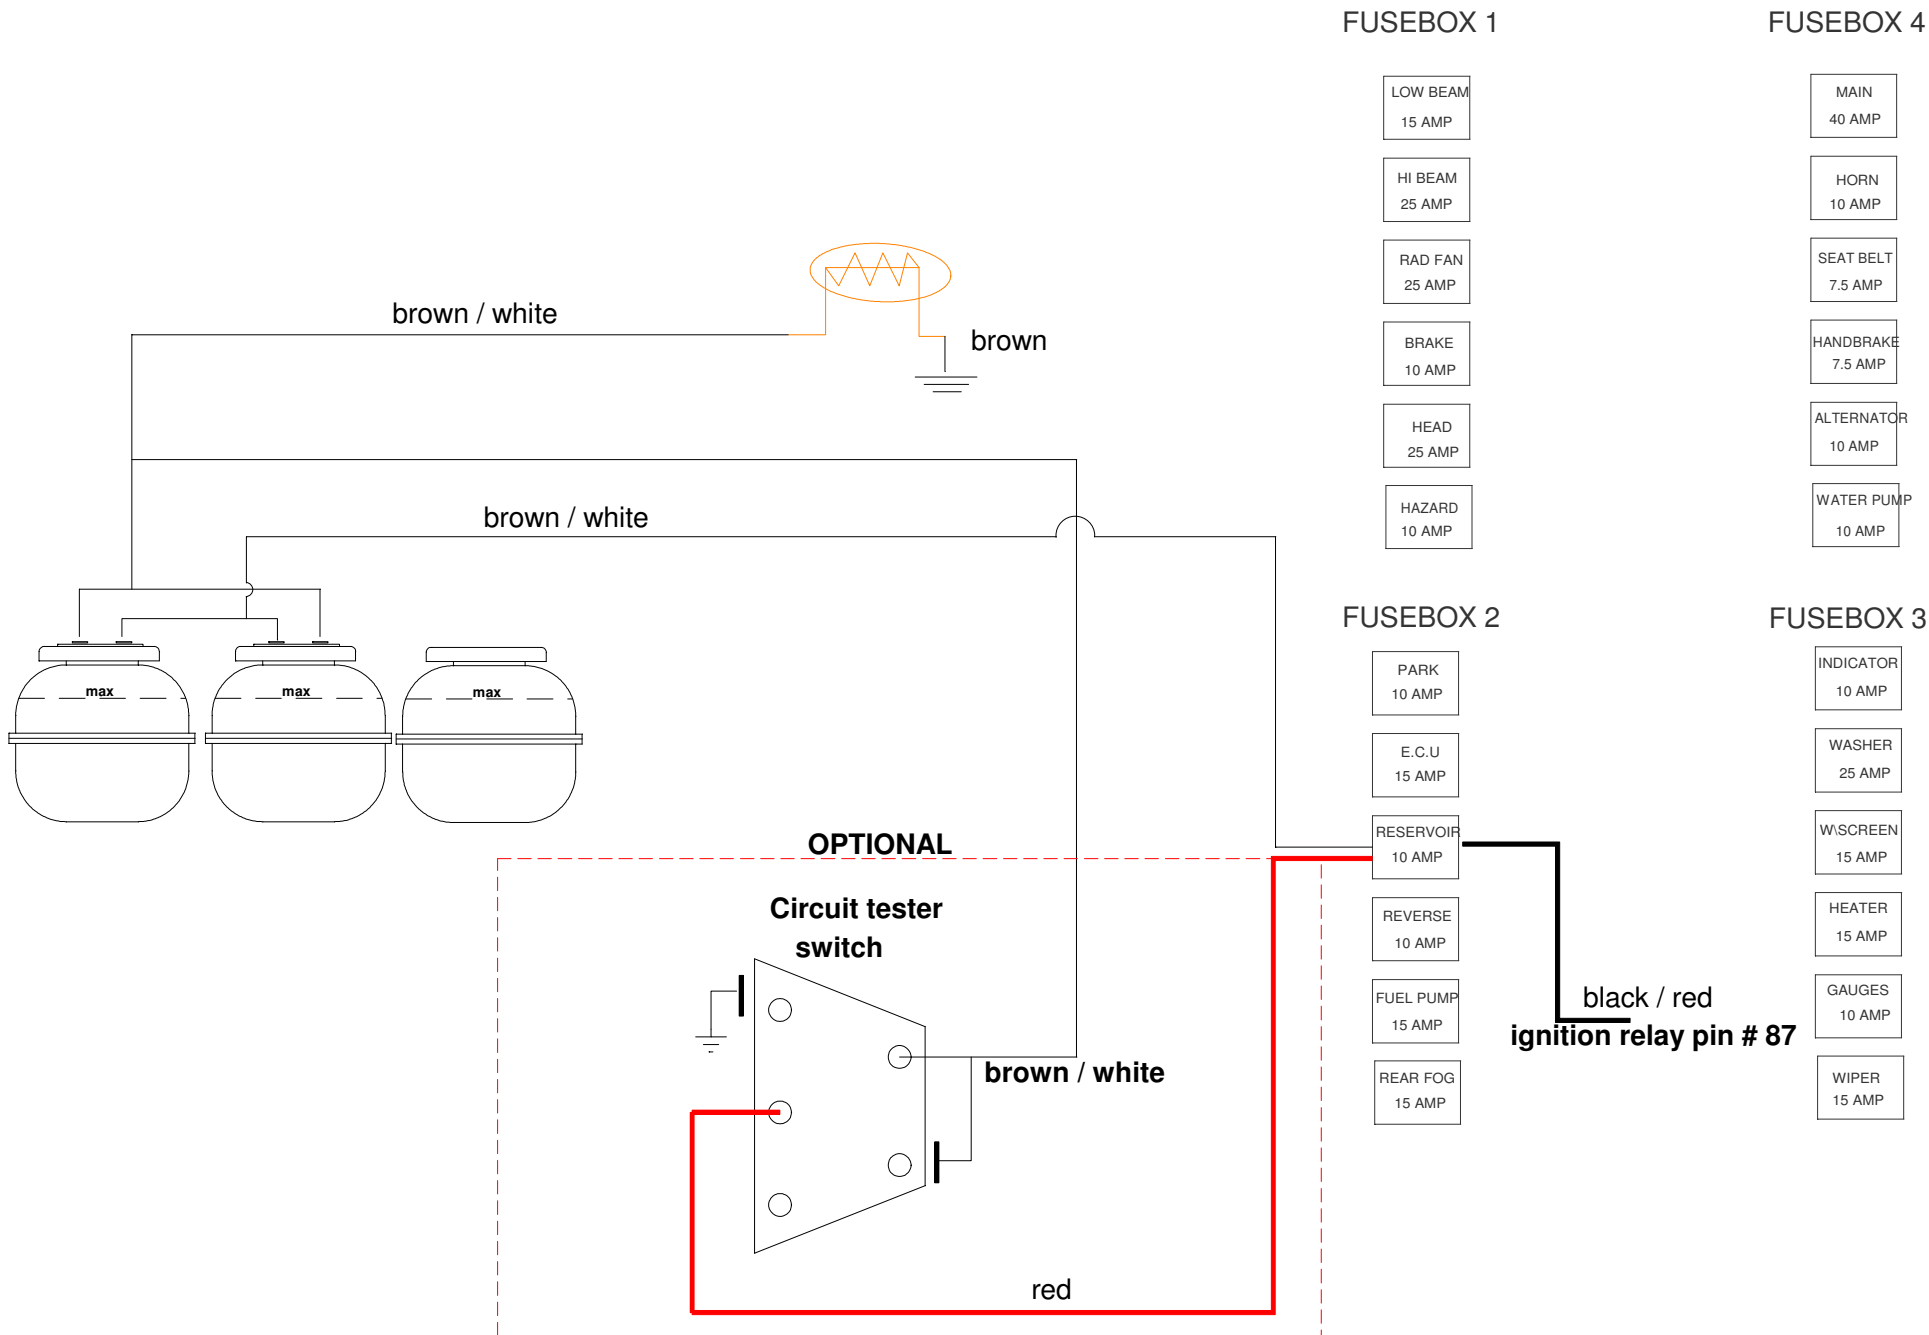 FUSEBOX 1
FUSEBOX 4
LOW BEAM
15 AMP
HI BEAM
25 AMP
RAD FAN
25 AMP
BRAKE
10 AMP
HEAD
25 AMP
HAZARD
10 AMP
MAIN
40 AMP
HORN
10 AMP
SEAT BELT
7.5 AMP
HANDBRAKE
7.5 AMP
ALTERNATOR
10 AMP
WATER PUMP
10 AMP
brown / white
brown
brown / white
max
max
max
FUSEBOX 2
FUSEBOX 3
PARK
10 AMP
E.C.U
15 AMP
RESERVOIR
10 AMP
REVERSE
10 AMP
FUEL PUMP
15 AMP
REAR FOG
15 AMP
INDICATOR
10 AMP
WASHER
25 AMP
W\SCREEN
15 AMP
HEATER
15 AMP
GAUGES
10 AMP
WIPER
15 AMP
OPTIONAL
Circuit tester
switch
black / red
ignition relay pin # 87
brown / white
red